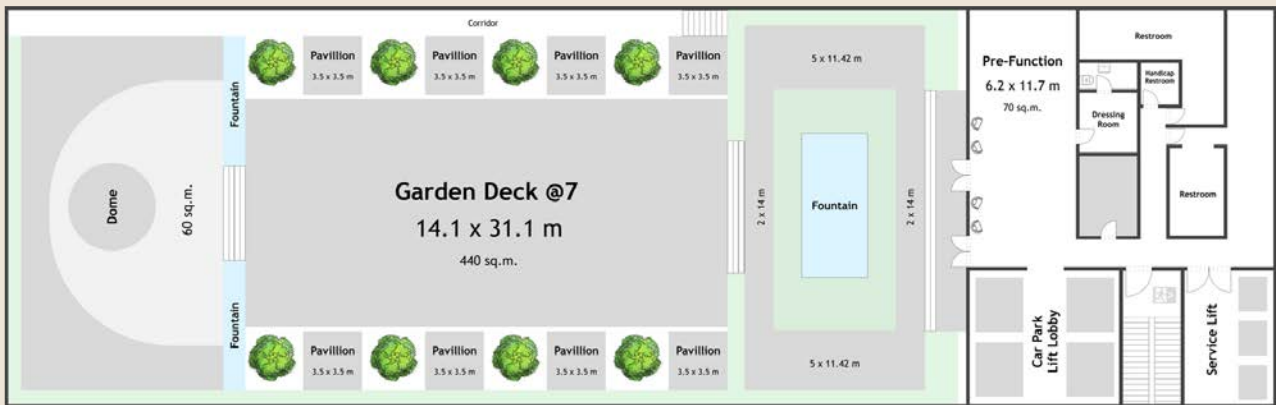 Corridor
Pavillion
3.5 x 3.5 m
Pavillion
3.5 x 3.5 m
Pavillion
3.5 x 3.5 m
Pavillion
3.5 x 3.5 m
Fountain
Dome
60 sq.m.
Fountain
Garden Deck @7
14.1 x 31.1 m
440 sq.m.
Pavillion
3.5 x 3.5 m
Pavillion
3.5 x 3.5 m
Pavillion
3.5 x 3.5 m
Pavillion
3.5 x 3.5 m
5 x 11.42 m
2 x 14 m
Fountain
2 x 14 m
5 x 11.42 m
Pre-Function
6.2 x 11.7 m
70 sq.m.
Restroom
Handicap
Restroom
Dressing
Room
Restroom
Car Park
Lift Lobby
Service Lift